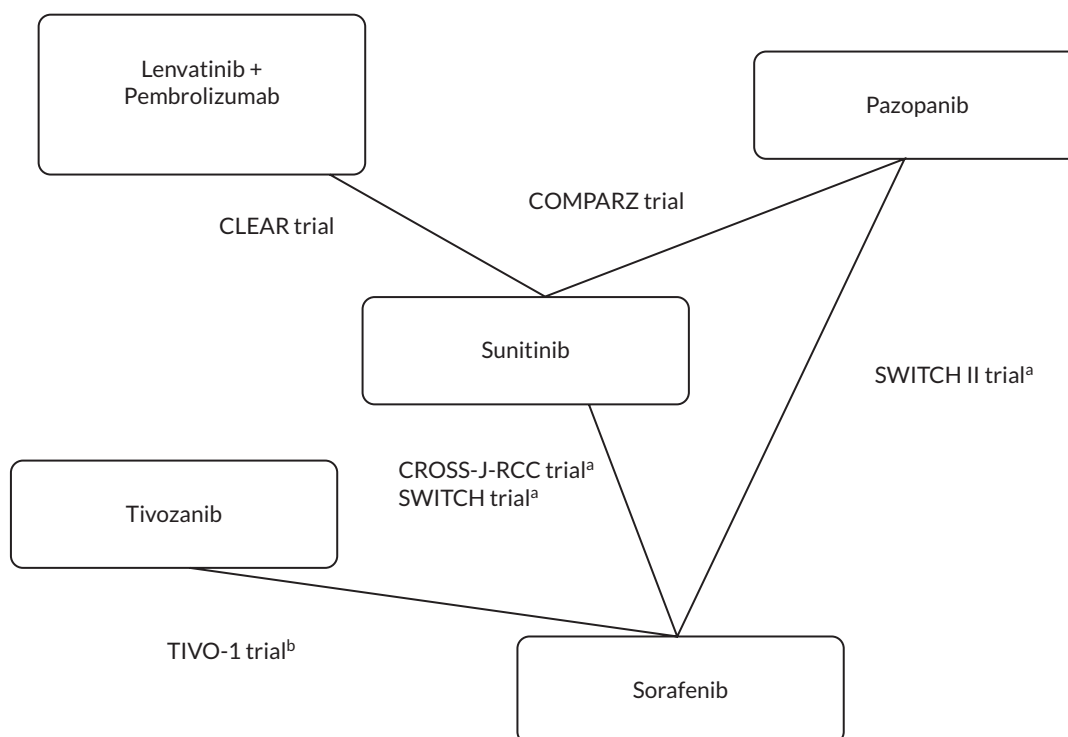 Lenvatinib +
Pembrolizumab
Pazopanib
COMPARZ trial
CLEAR trial
Sunitinib
SWITCH II trialᵃ
CROSS-J-RCC trialᵃ
SWITCH trialᵃ
Tivozanib
TIVO-1 trialᵇ
Sorafenib